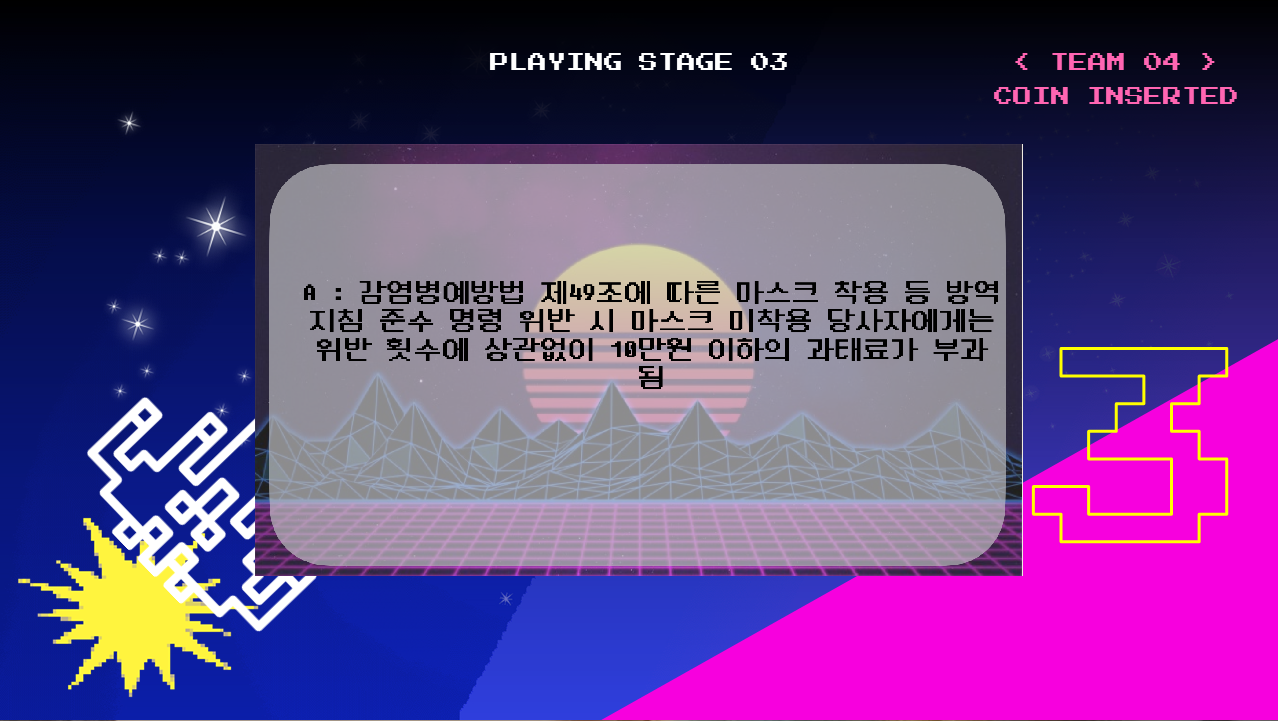 PLAYING STAGE 03
< TEAM 04 >
COIN INSERTED
A : 감염병예방법 제49조에 따른 마스크 착용 등 방역
지침 준수 명령 위반 시 마스크 미착용 당사자에게는
위반 횟수에 상관없이 10만원 이하의 과태료가 부과
됨
3